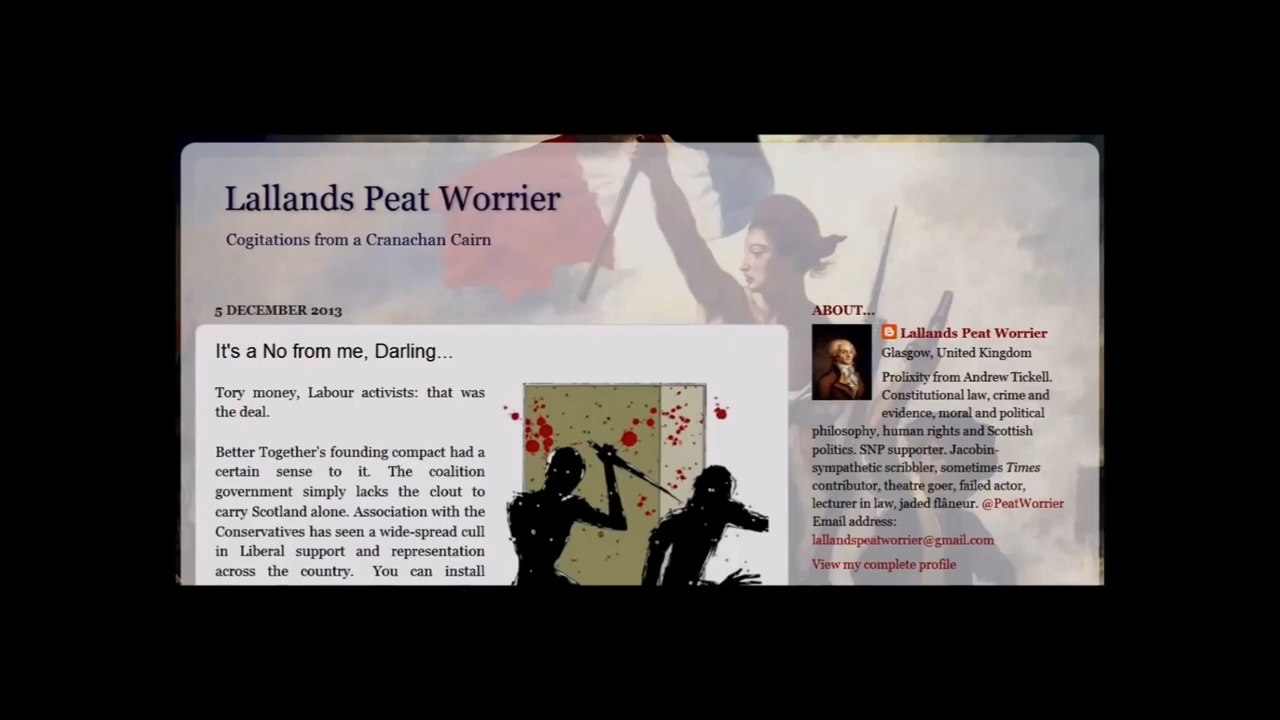 Lallands Peat Worrier
Cogitations from a Cranachan Cairn
5 DECEMBER 2013
It's a No from me, Darling...
Tory money, Labour activists: that was
the deal.
Better Together's founding compact had a
certain sense to it. The coalition
government simply lacks the clout to
carry Scotland alone. Association with the
Conservatives has seen a wide-spread cull
in Liberal support and representation
across the country. You can install
ABOUT...
Lallands Peat Worrier
Glasgow, United Kingdom
Prolixity from Andrew Tickell.
Constitutional law, crime and
evidence, moral and political
philosophy, human rights and Scottish
politics. SNP supporter. Jacobin-
sympathetic scribbler, sometimes Times
contributor, theatre goer, failed actor,
lecturer in law, jaded flâneur. @PeatWorrier
Email address:
lallandspeatworrier@gmail.com
View my complete profile